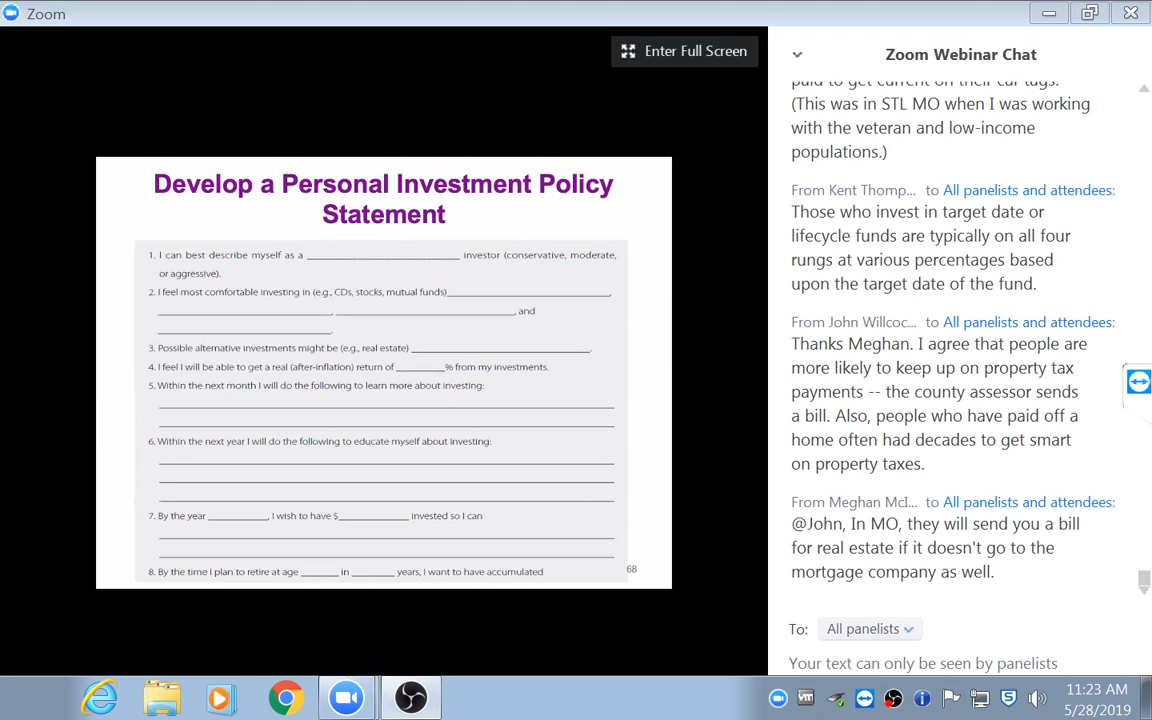 Zoom
Enter Full Screen
Develop a Personal Investment Policy
Statement
1. I can best describe myself as a ____________ investor (conservative, moderate,
or aggressive).
2. I feel most comfortable investing in (e.g., CDs, stocks, mutual funds)____________,
____________, ____________, and
____________.
3. Possible alternative investments might be (e.g., real estate) ____________.
4. I feel I will be able to get a real (after-inflation) return of ________% from my investments.
5. Within the next month I will do the following to learn more about investing:
6. Within the next year I will do the following to educate myself about investing:
7. By the year ________, I wish to have $________ invested so I can
8. By the time I plan to retire at age ______ in ______ years, I want to have accumulated
68
Zoom Webinar Chat
paid to get current on their car tags.
(This was in STL MO when I was working
with the veteran and low-income
populations.)
From Kent Thomp... to All panelists and attendees:
Those who invest in target date or
lifecycle funds are typically on all four
rungs at various percentages based
upon the target date of the fund.
From John Willcoc... to All panelists and attendees:
Thanks Meghan. I agree that people are
more likely to keep up on property tax
payments -- the county assessor sends
a bill. Also, people who have paid off a
home often had decades to get smart
on property taxes.
From Meghan McI... to All panelists and attendees:
@John, In MO, they will send you a bill
for real estate if it doesn't go to the
mortgage company as well.
To: All panelists
Your text can only be seen by panelists
11:23 AM
5/28/2019